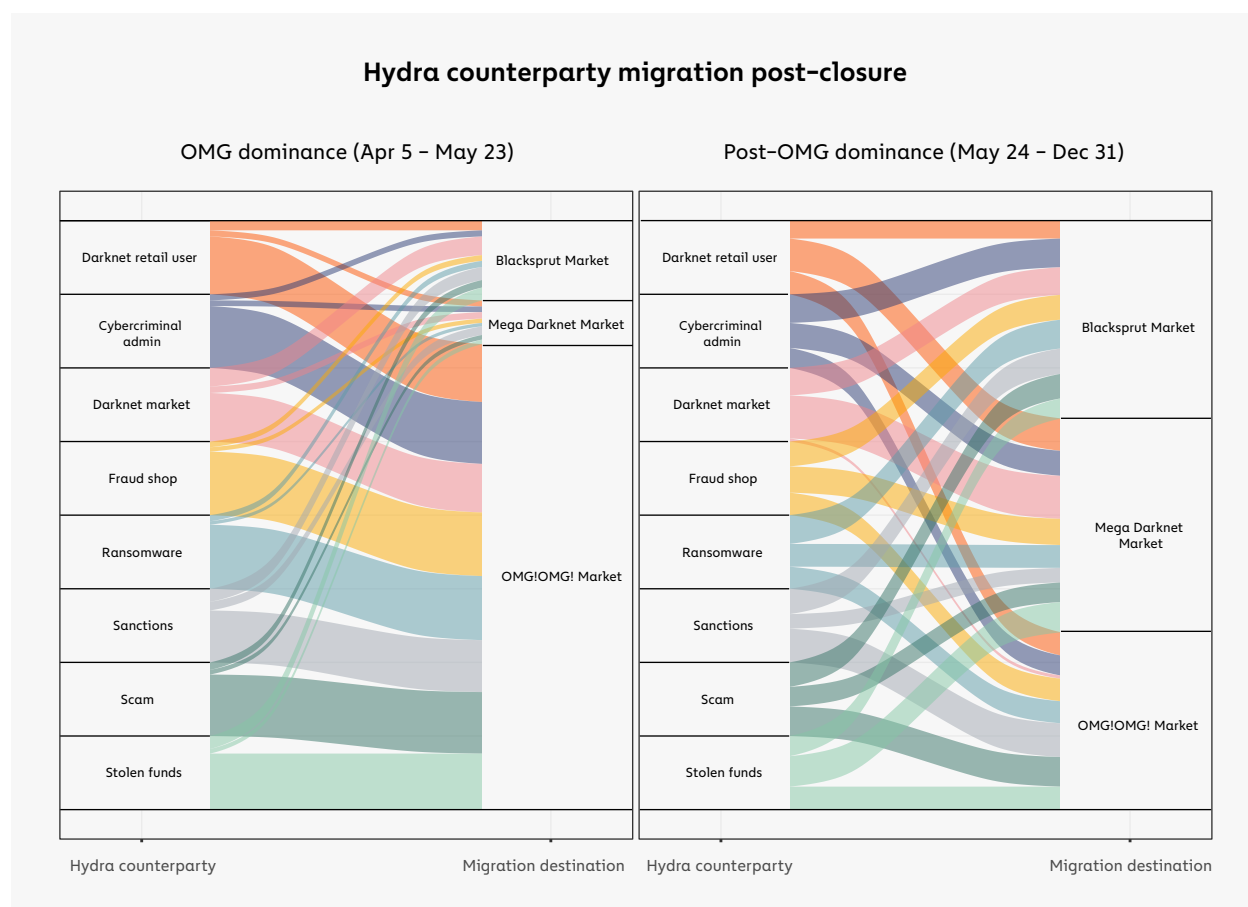 Hydra counterparty migration post-closure
OMG dominance (Apr 5 - May 23)
Darknet retail user
Cybercriminal
admin
Darknet market
Fraud shop
Ransomware
Sanctions
Scam
Stolen funds
Blacksprut Market
Mega Darknet Market
OMG!OMG! Market
Hydra counterparty
Migration destination
Post-OMG dominance (May 24 - Dec 31)
Darknet retail user
Cybercriminal
admin
Darknet market
Fraud shop
Ransomware
Sanctions
Scam
Stolen funds
Blacksprut Market
Mega Darknet
Market
OMG!OMG! Market
Hydra counterparty
Migration destination